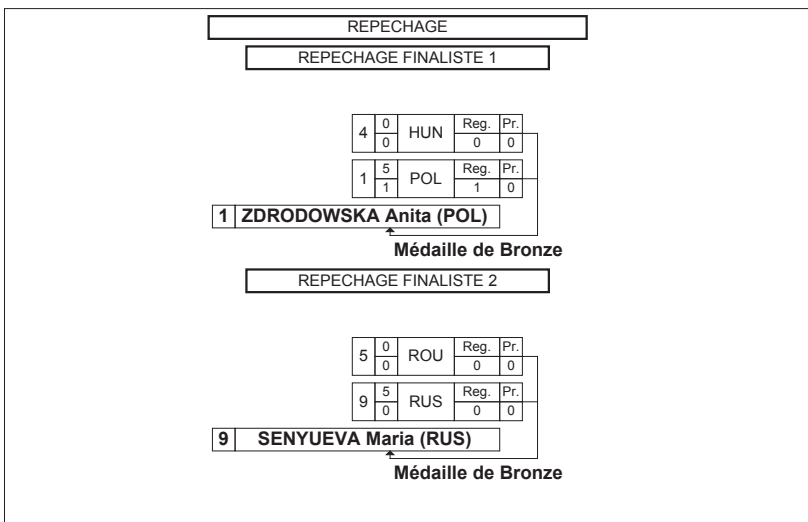 REPECHAGE
REPECHAGE FINALISTE 1
4 0 HUN Reg. Pr.
0 0 0
1 5 POL Reg. Pr.
1 1 0
1 ZDRODOWSKA Anita (POL)
Médaille de Bronze
REPECHAGE FINALISTE 2
5 0 ROU Reg. Pr.
0 0 0
9 5 RUS Reg. Pr.
0 0 0
9 SENYUEVA Maria (RUS)
Médaille de Bronze